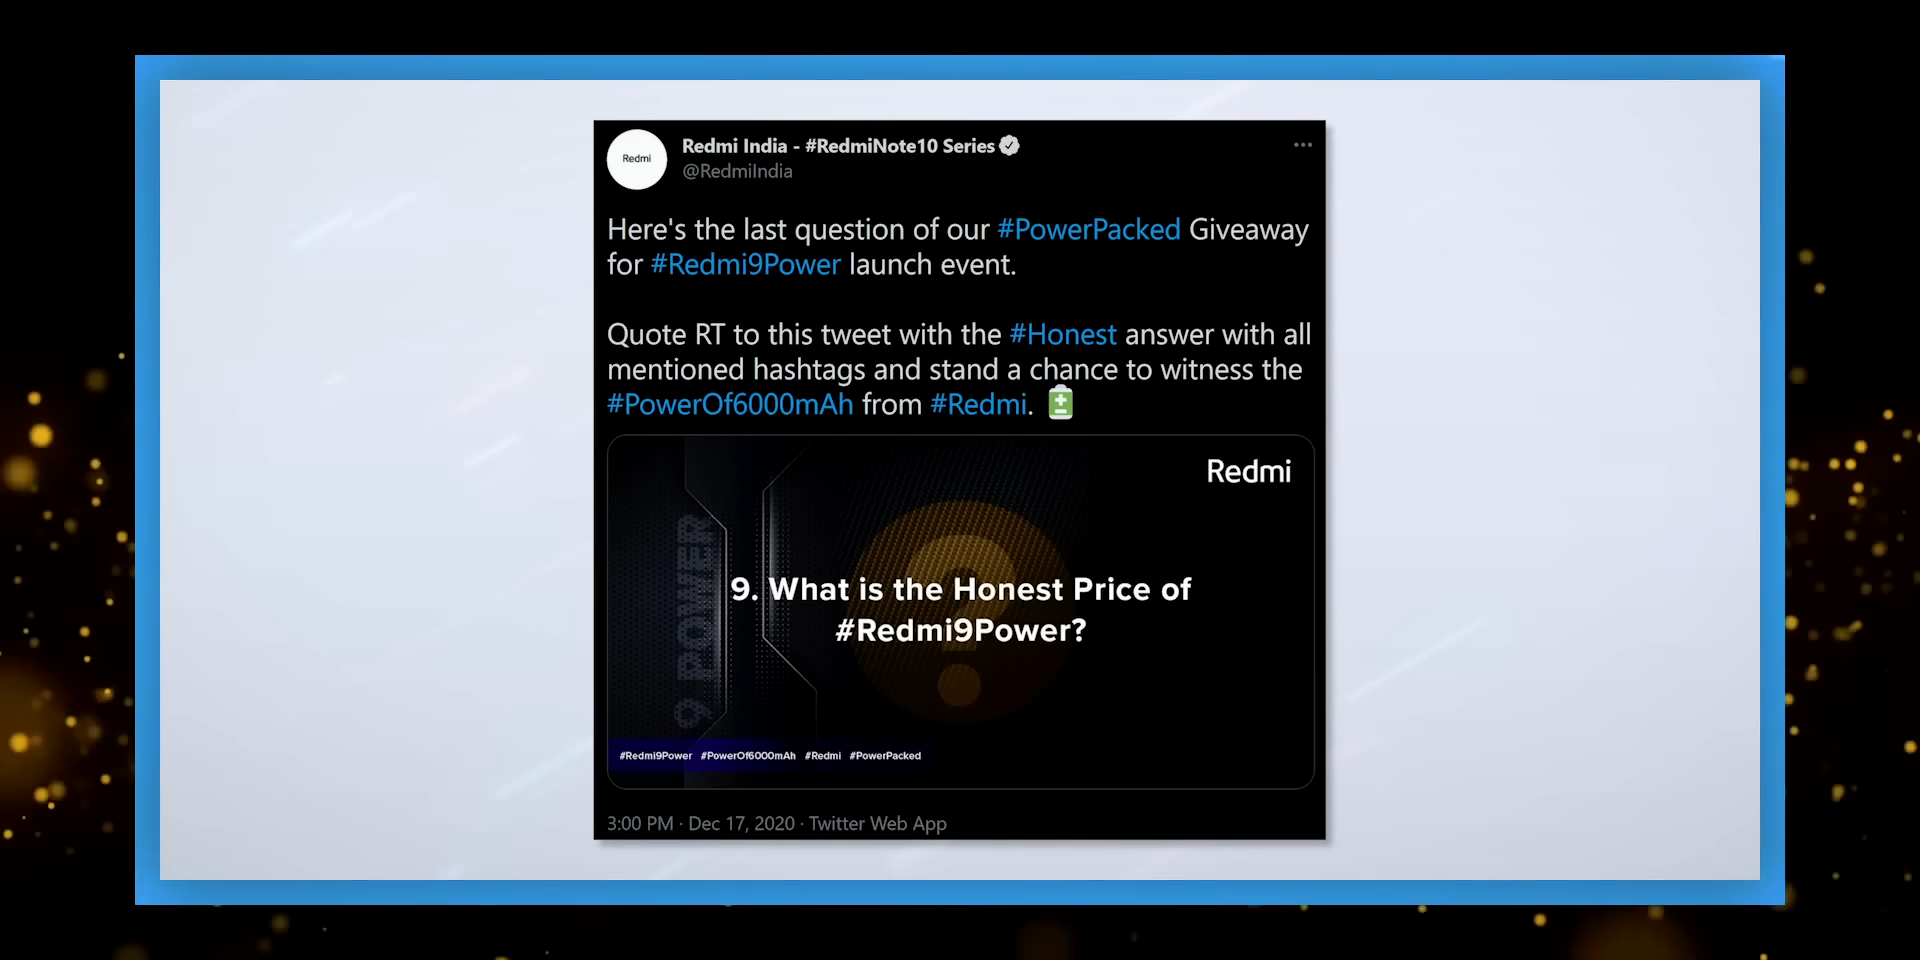 Redmi
Redmi India - #RedmiNote10 Series
@RedmiIndia
Here's the last question of our #PowerPacked Giveaway
for #Redmi9Power launch event.
Quote RT to this tweet with the #Honest answer with all
mentioned hashtags and stand a chance to witness the
#PowerOf6000mAh from #Redmi.
Redmi
9 POWER
9. What is the Honest Price of
#Redmi9Power?
#Redmi9Power #PowerOf6000mAh #Redmi #PowerPacked
3:00 PM · Dec 17, 2020 · Twitter Web App